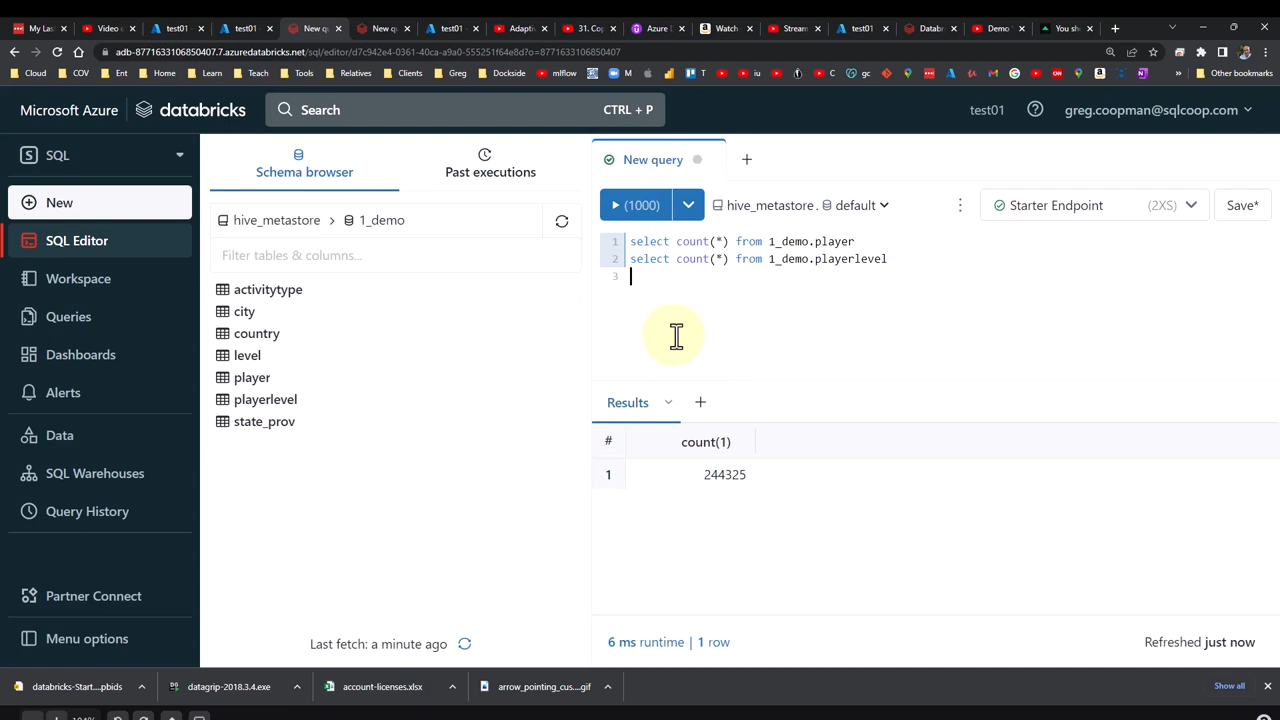 My Las
Video s
test01
test01
New q
New q
test01
Adapti
31. Cop
Azure D
Watch
Stream
test01
Datab
Demo
You sh
adb-8771633106850407.7.azuredatabricks.net/sql/editor/d7c942e4-0361-40ca-a9a0-555251f64e8d?o=8771633106850407
Cloud
COV
Ent
Home
Learn
Teach
Tools
Relatives
Clients
Greg
Dockside
mlflow
M
T
iu
C
gc
Other bookmarks
Microsoft Azure
databricks
Search
CTRL + P
test01
greg.coopman@sqlcoop.com
SQL
New
SQL Editor
Workspace
Queries
Dashboards
Alerts
Data
SQL Warehouses
Query History
Partner Connect
Menu options
Schema browser
Past executions
hive_metastore > 1_demo
Filter tables & columns...
activitytype
city
country
level
player
playerlevel
state_prov
Last fetch: a minute ago
New query
(1000)
hive_metastore. default
Starter Endpoint (2XS)
Save*
1 select count(*) from 1_demo.player
2 select count(*) from 1_demo.playerlevel
3
Results
# count(1)
1 244325
6 ms runtime | 1 row
Refreshed just now
databricks-Start....pbids
datagrip-2018.3.4.exe
account-licenses.xlsx
arrow_pointing_cus....gif
Show all